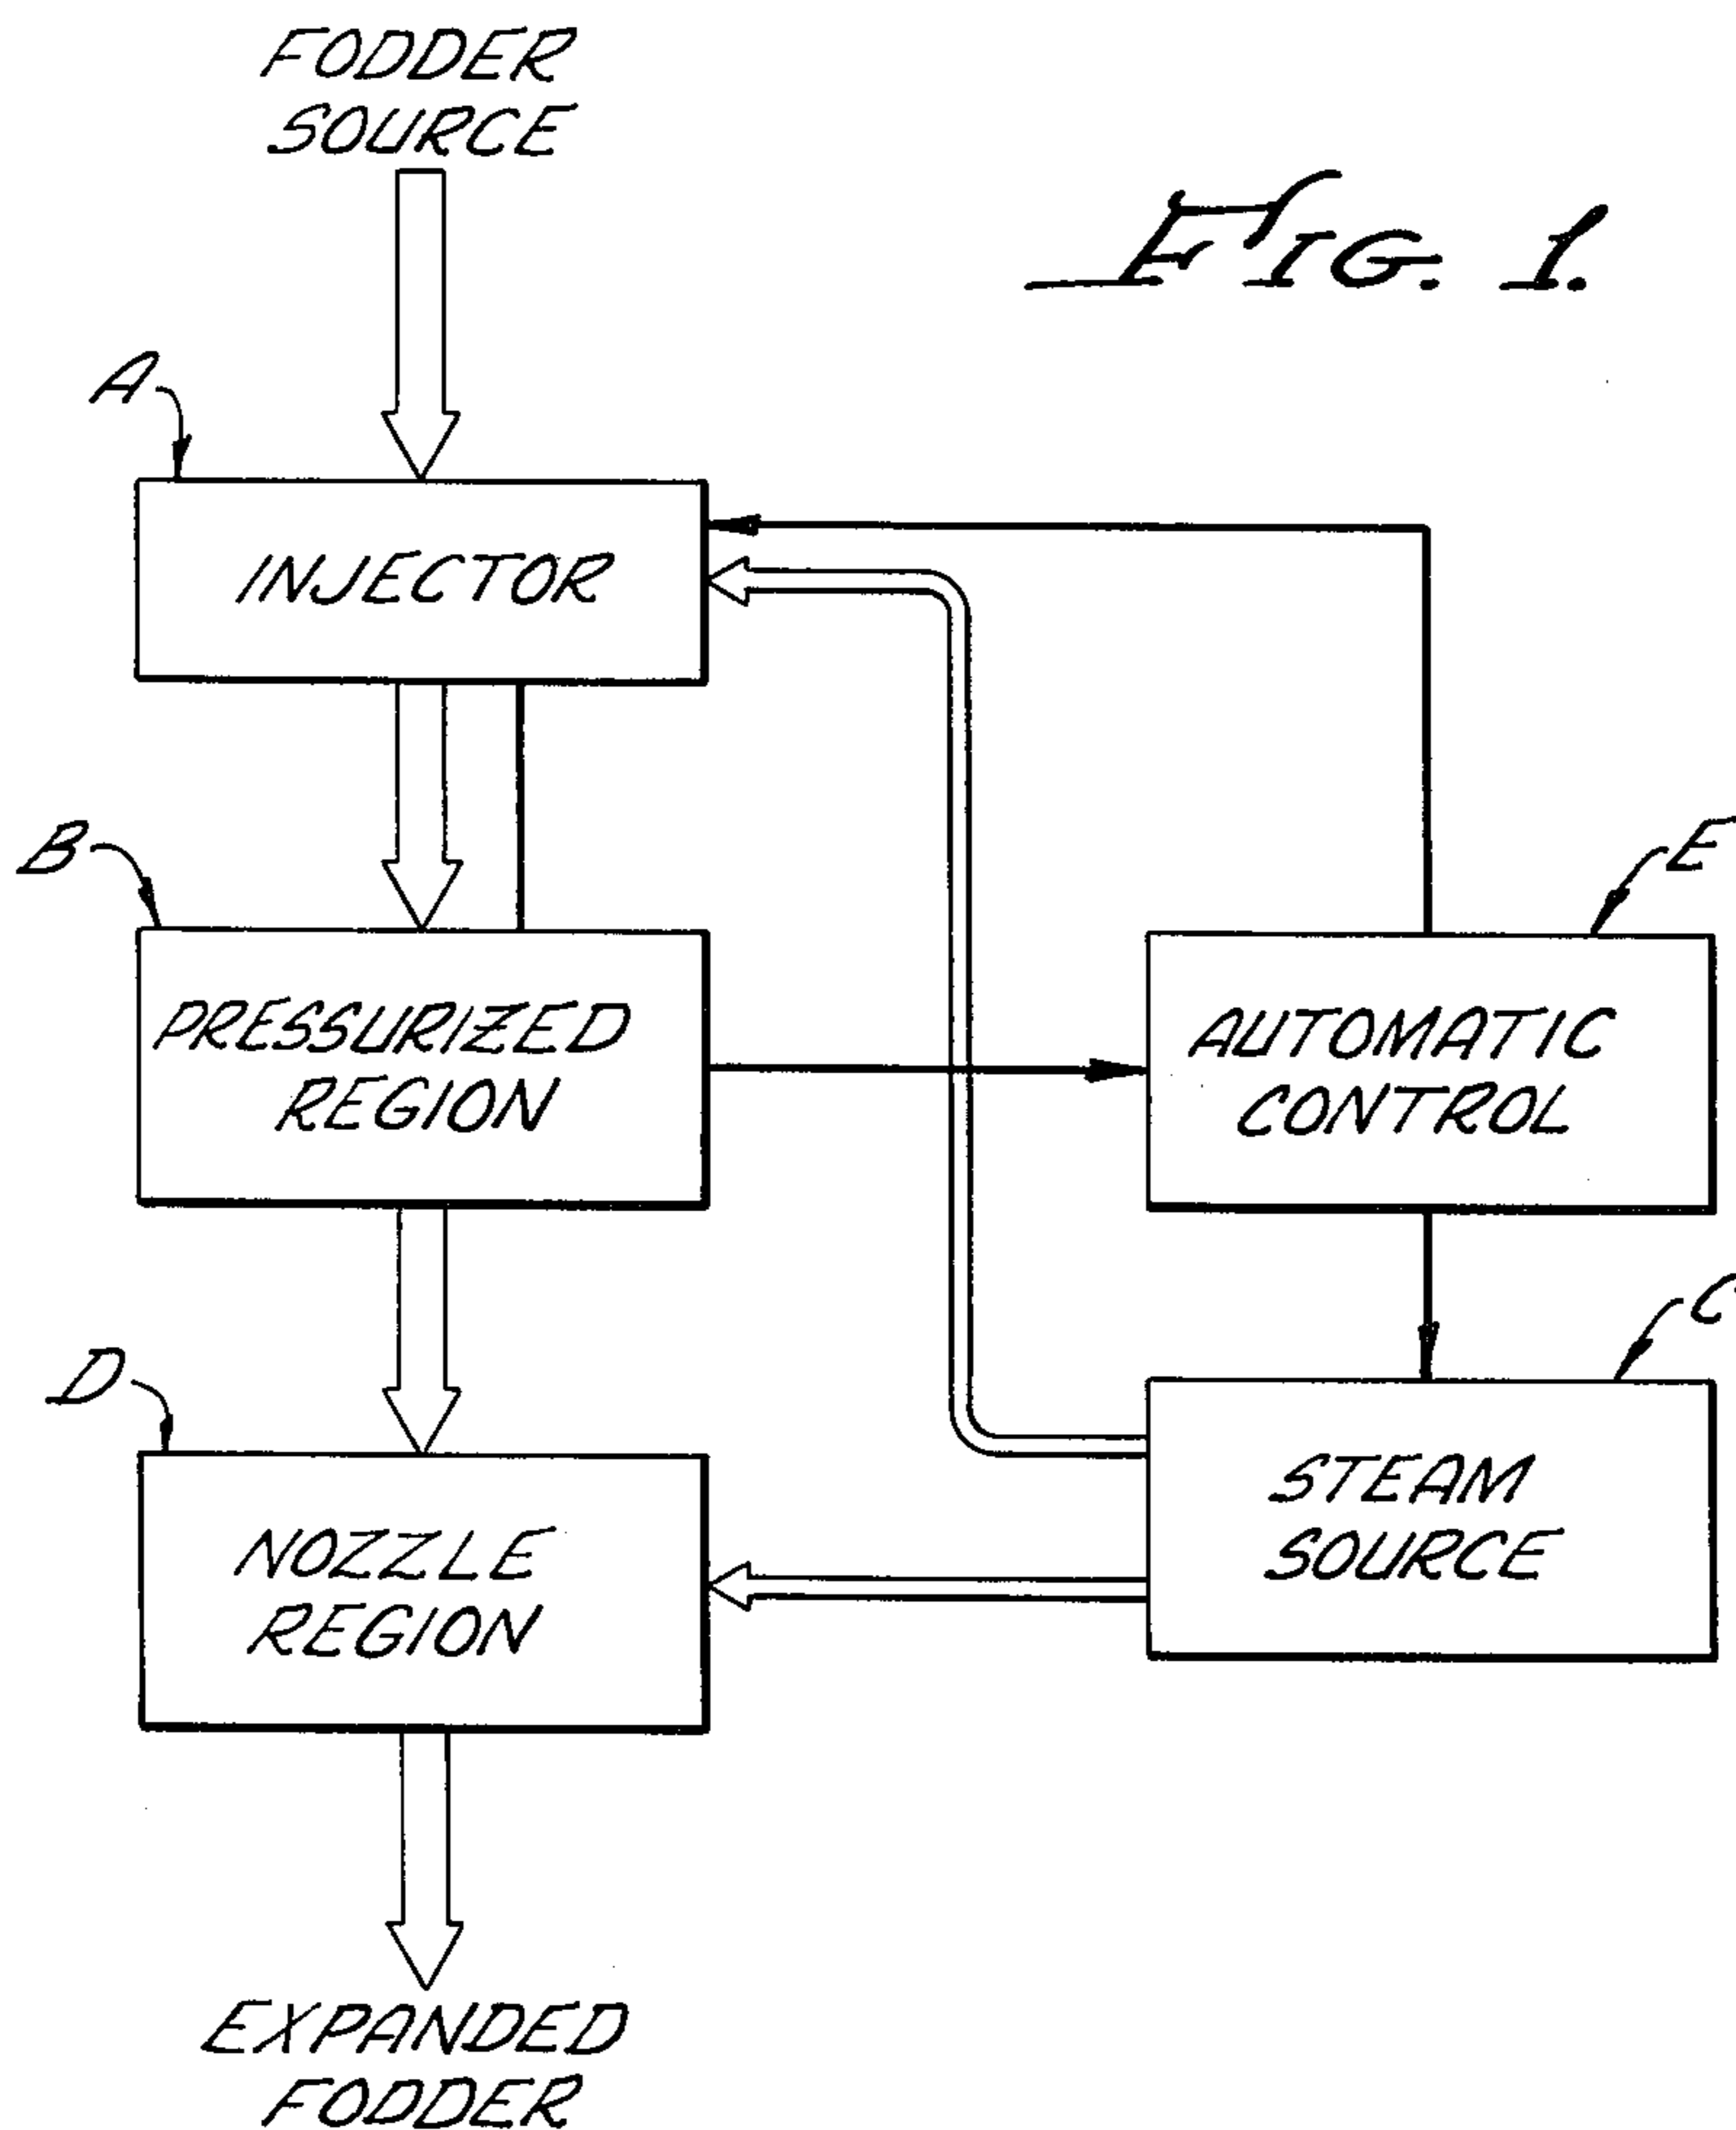 FODDER
SOURCE
FIG. 1.
A
INJECTOR
B
E
PRESSURIZED
REGION
AUTOMATIC
CONTROL
C
D
STEAM
SOURCE
NOZZLE
REGION
EXPANDED
FODDER